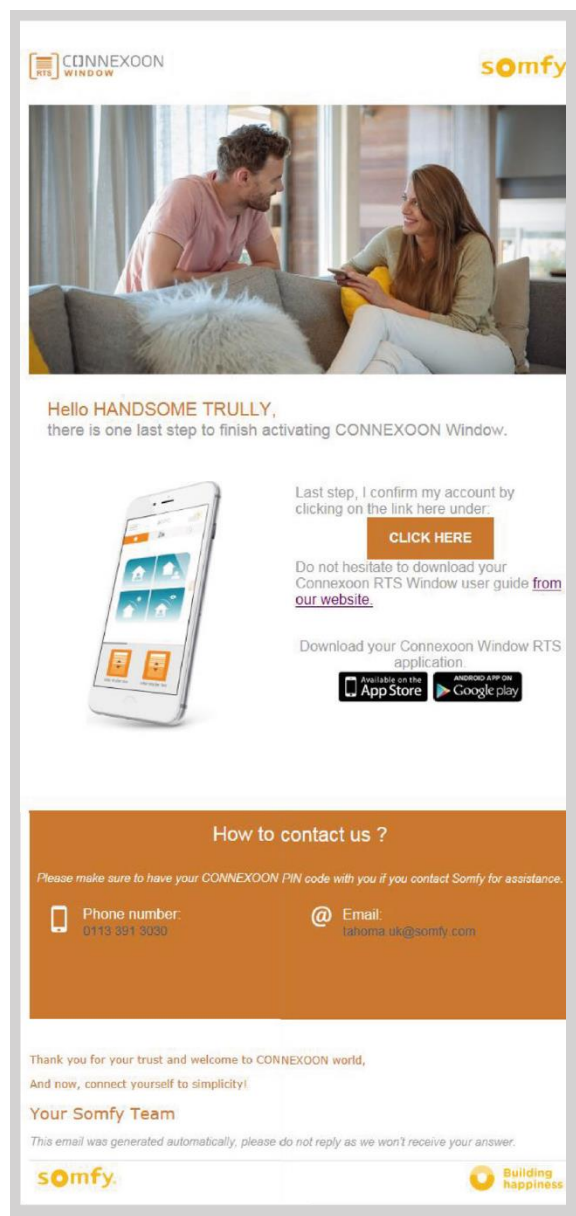 CONNEXOON
RTS WINDOW
somfy
Hello HANDSOME TRULLY,
there is one last step to finish activating CONNEXOON Window.
Last step, I confirm my account by
clicking on the link here under:
CLICK HERE
Do not hesitate to download your
Connexoon RTS Window user guide from
our website.
Download your Connexoon Window RTS
application.
Available on the
App Store
ANDROID APP ON
Google play
How to contact us ?
Please make sure to have your CONNEXOON PIN code with you if you contact Somfy for assistance.
Phone number:
0113 391 3030
@ Email:
tahoma.uk@somfy.com
Thank you for your trust and welcome to CONNEXOON world,
And now, connect yourself to simplicity!
Your Somfy Team
This email was generated automatically, please do not reply as we won't receive your answer.
somfy.
Building
happiness